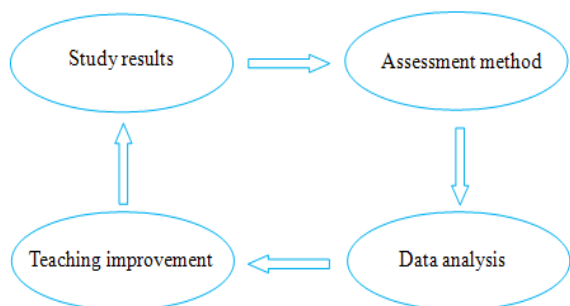 Study results
Assessment method
Teaching improvement
Data analysis